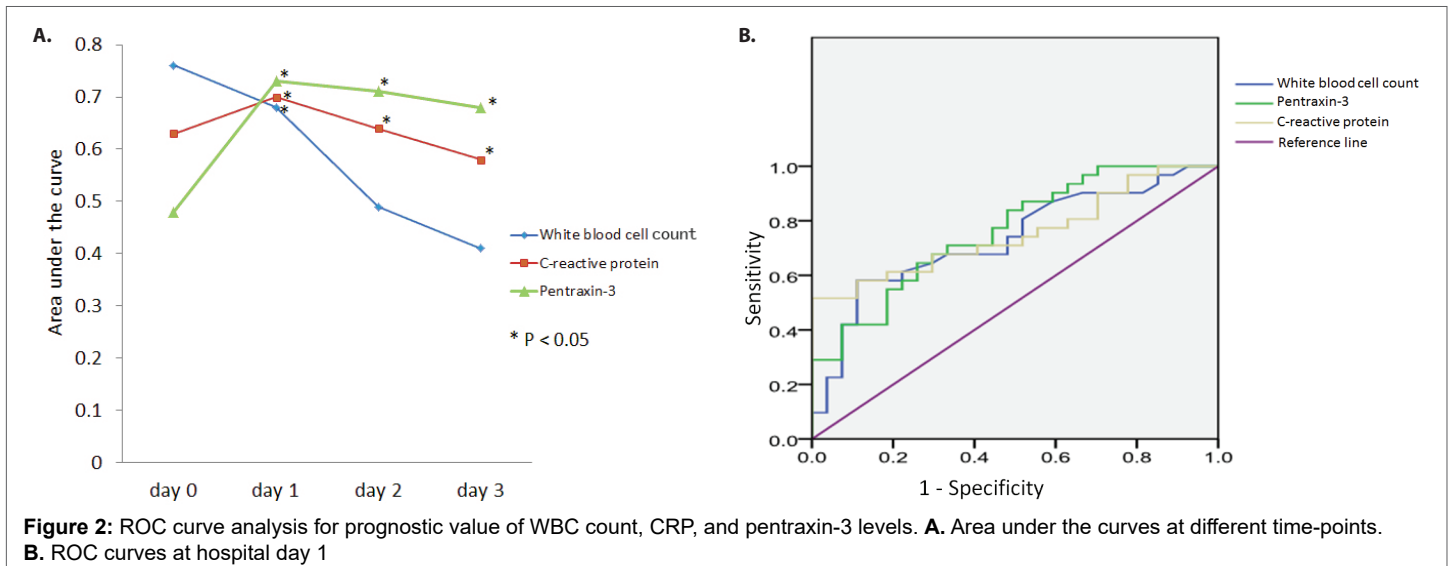 A.
0.8
0.7
0.6
0.5
0.4
0.3
0.2
0.1
0
Area under the curve
day 0 day 1 day 2 day 3
*
*
*
*
*
*
*
White blood cell count
C-reactive protein
Pentraxin-3
* P < 0.05
B.
1.0
0.8
0.6
0.4
0.2
0.0
Sensitivity
0.0 0.2 0.4 0.6 0.8 1.0
1 - Specificity
White blood cell count
Pentraxin-3
C-reactive protein
Reference line
Figure 2: ROC curve analysis for prognostic value of WBC count, CRP, and pentraxin-3 levels. A. Area under the curves at different time-points.
B. ROC curves at hospital day 1